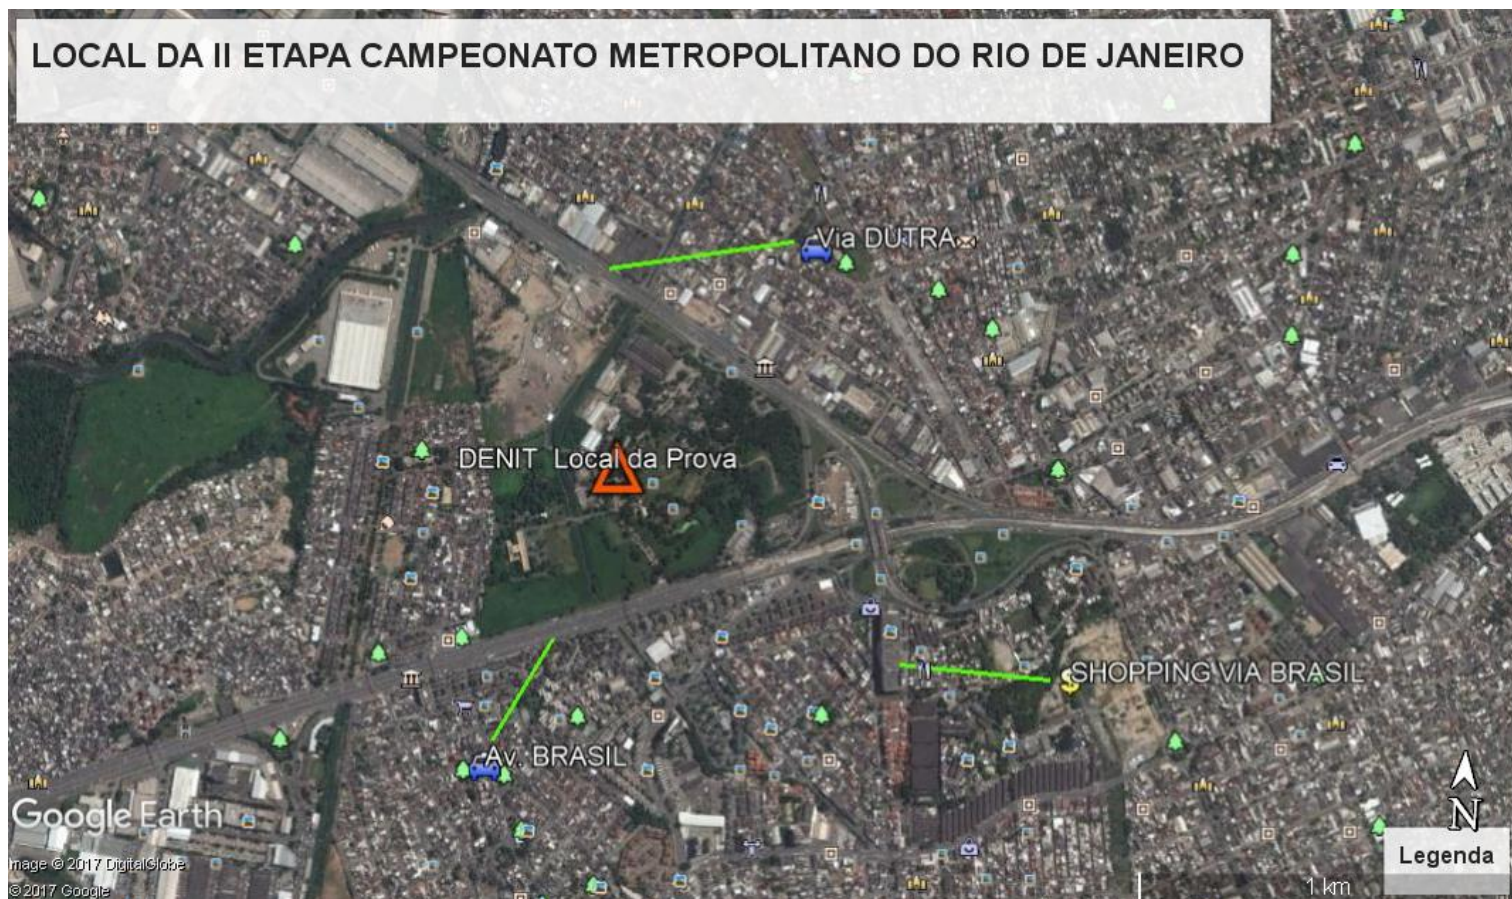 LOCAL DA II ETAPA CAMPEONATO METROPOLITANO DO RIO DE JANEIRO
Via DUTRA
DENIT Local da Prova
SHOPPING VIA BRASIL
Av. BRASIL
Google Earth
N
Legenda
mage © 2017 DigitalGlobe
© 2017 Google
1 km